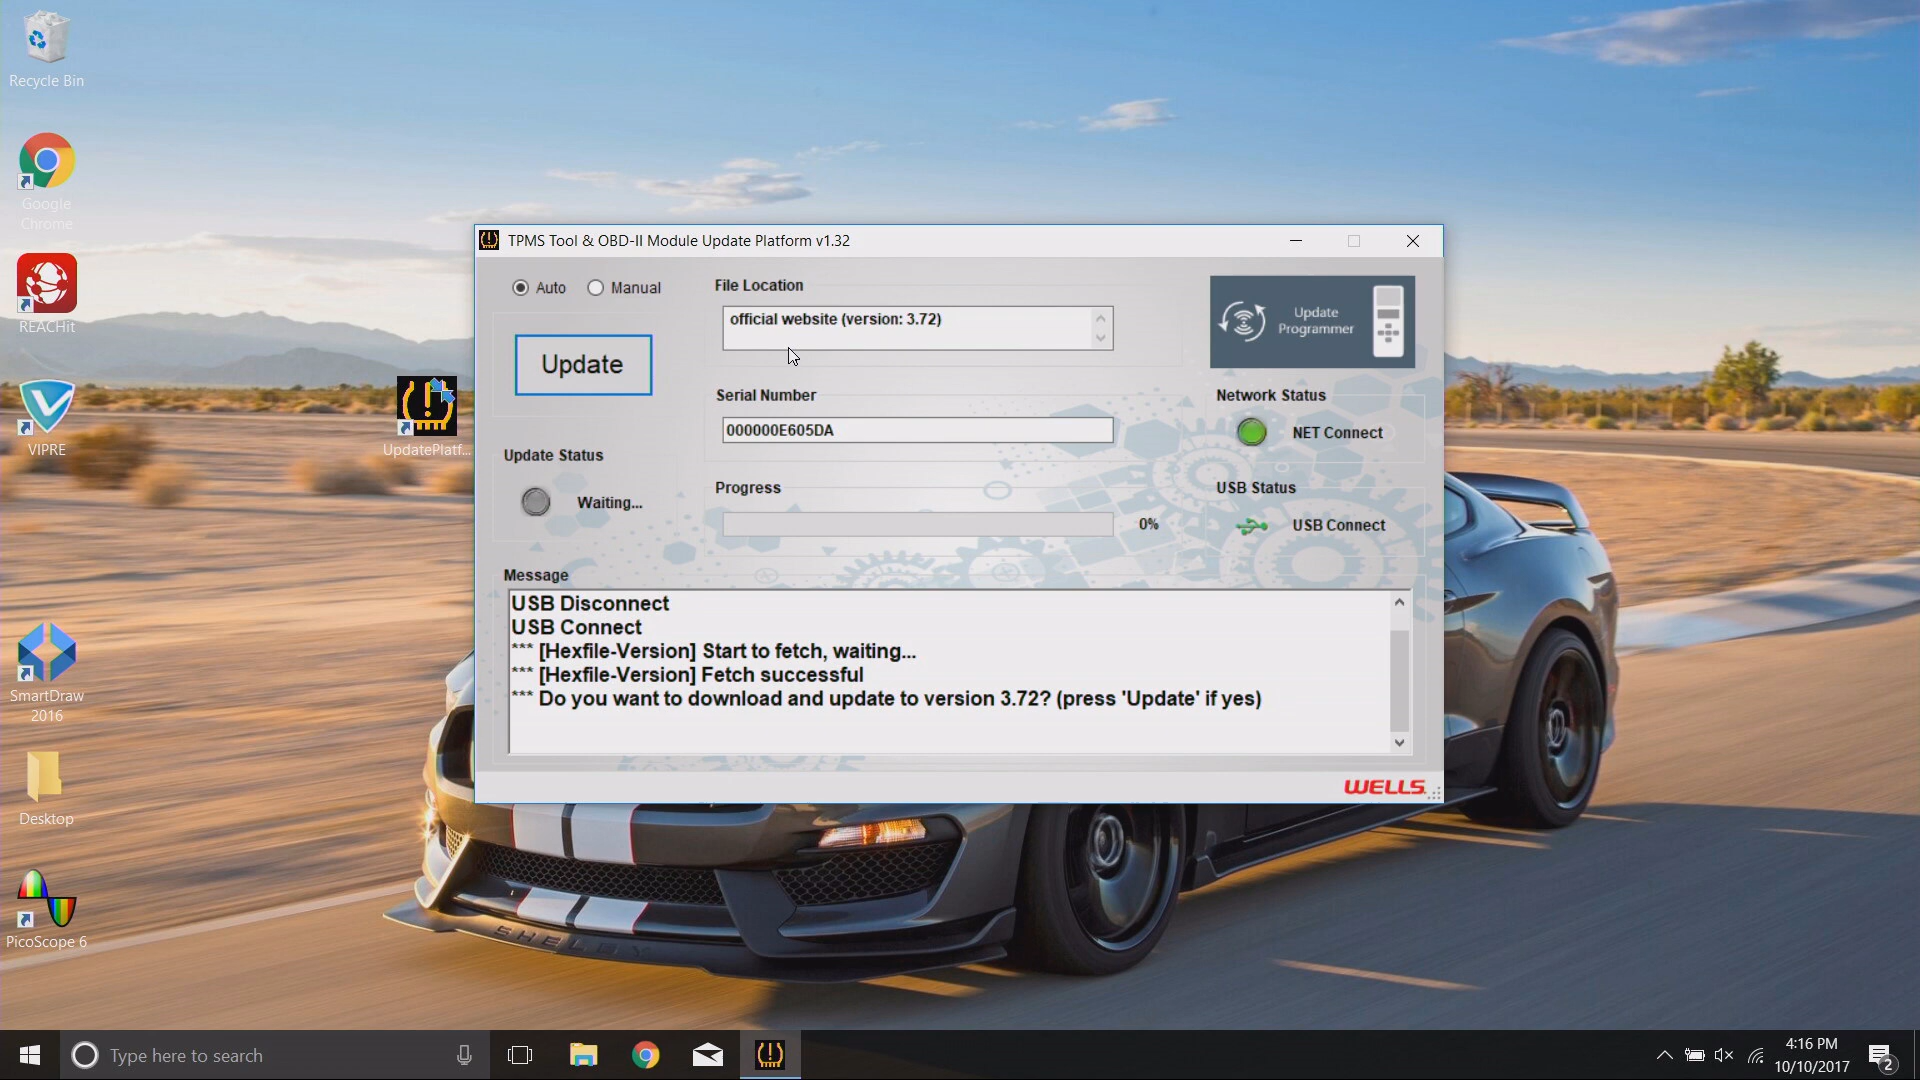 Recycle Bin
Google
Chrome
REACHit
VIPRE
UpdatePlatf...
SmartDraw
2016
Desktop
PicoScope 6
TPMS Tool & OBD-II Module Update Platform v1.32
Auto
Manual
Update
File Location
official website (version: 3.72)
Update
Programmer
Serial Number
000000E605DA
Network Status
NET Connect
Update Status
Waiting...
Progress
0%
USB Status
USB Connect
Message
USB Disconnect
USB Connect
*** [Hexfile-Version] Start to fetch, waiting...
*** [Hexfile-Version] Fetch successful
*** Do you want to download and update to version 3.72? (press 'Update' if yes)
WELLS
SHELBY
Type here to search
4:16 PM
10/10/2017
2